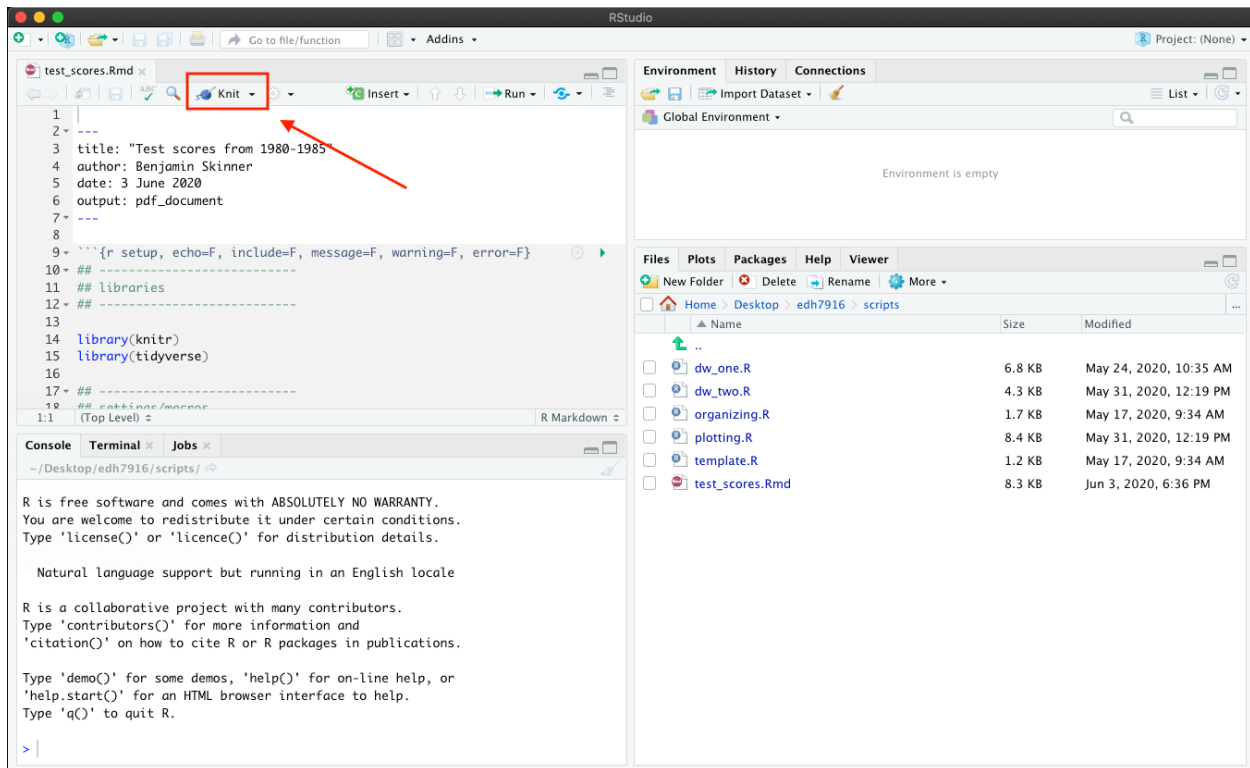 RStudio
Go to file/function
Addins
Project: (None)
test_scores.Rmd
ABC
Knit
Insert
Run
1
2 ---
3 title: "Test scores from 1980-1985"
4 author: Benjamin Skinner
5 date: 3 June 2020
6 output: pdf_document
7 ---
8
9 ```{r setup, echo=F, include=F, message=F, warning=F, error=F}
10 ## ---------------------------
11 ## libraries
12 ## ---------------------------
13
14 library(knitr)
15 library(tidyverse)
16
17 ## ---------------------------
18 ## settings/macros
1:1 (Top Level) R Markdown
Console Terminal Jobs
~/Desktop/edh7916/scripts/
R is free software and comes with ABSOLUTELY NO WARRANTY.
You are welcome to redistribute it under certain conditions.
Type 'license()' or 'licence()' for distribution details.
Natural language support but running in an English locale
R is a collaborative project with many contributors.
Type 'contributors()' for more information and
'citation()' on how to cite R or R packages in publications.
Type 'demo()' for some demos, 'help()' for on-line help, or
'help.start()' for an HTML browser interface to help.
Type 'q()' to quit R.
>
Environment History Connections
Import Dataset
List
Global Environment
Environment is empty
Files Plots Packages Help Viewer
New Folder Delete Rename More
Home Desktop edh7916 scripts ...
Name Size Modified
..
dw_one.R 6.8 KB May 24, 2020, 10:35 AM
dw_two.R 4.3 KB May 31, 2020, 12:19 PM
organizing.R 1.7 KB May 17, 2020, 9:34 AM
plotting.R 8.4 KB May 31, 2020, 12:19 PM
template.R 1.2 KB May 17, 2020, 9:34 AM
test_scores.Rmd 8.3 KB Jun 3, 2020, 6:36 PM